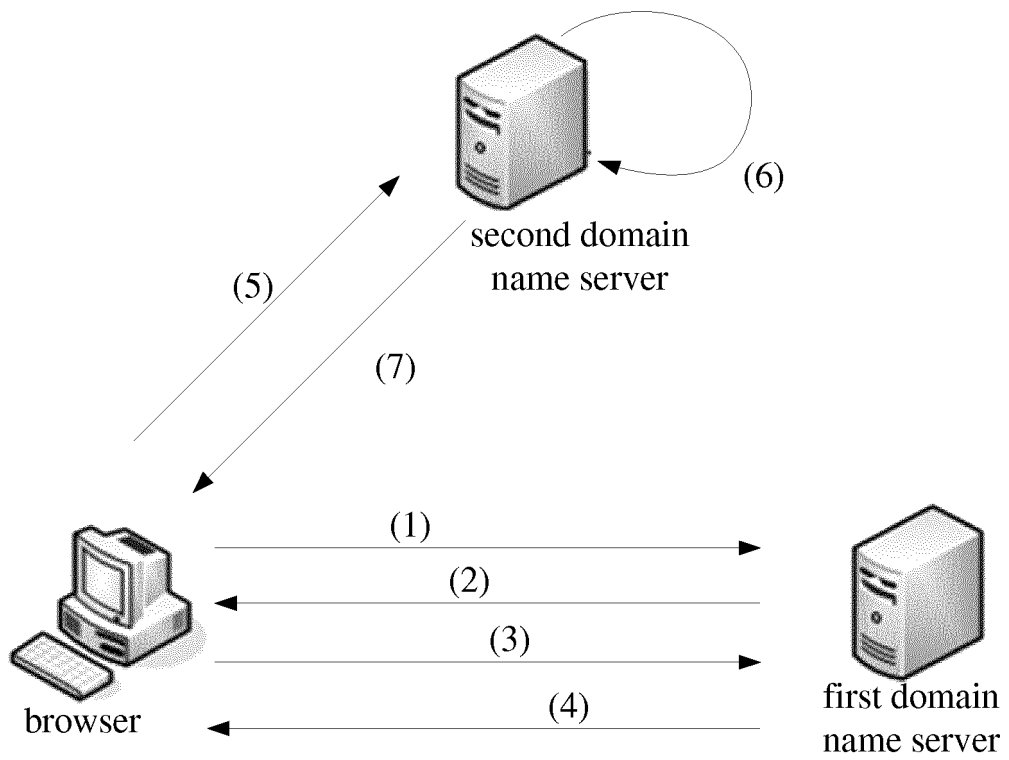 (6)
second domain
name server
(5)
(7)
(1)
(2)
(3)
(4)
browser
first domain
name server